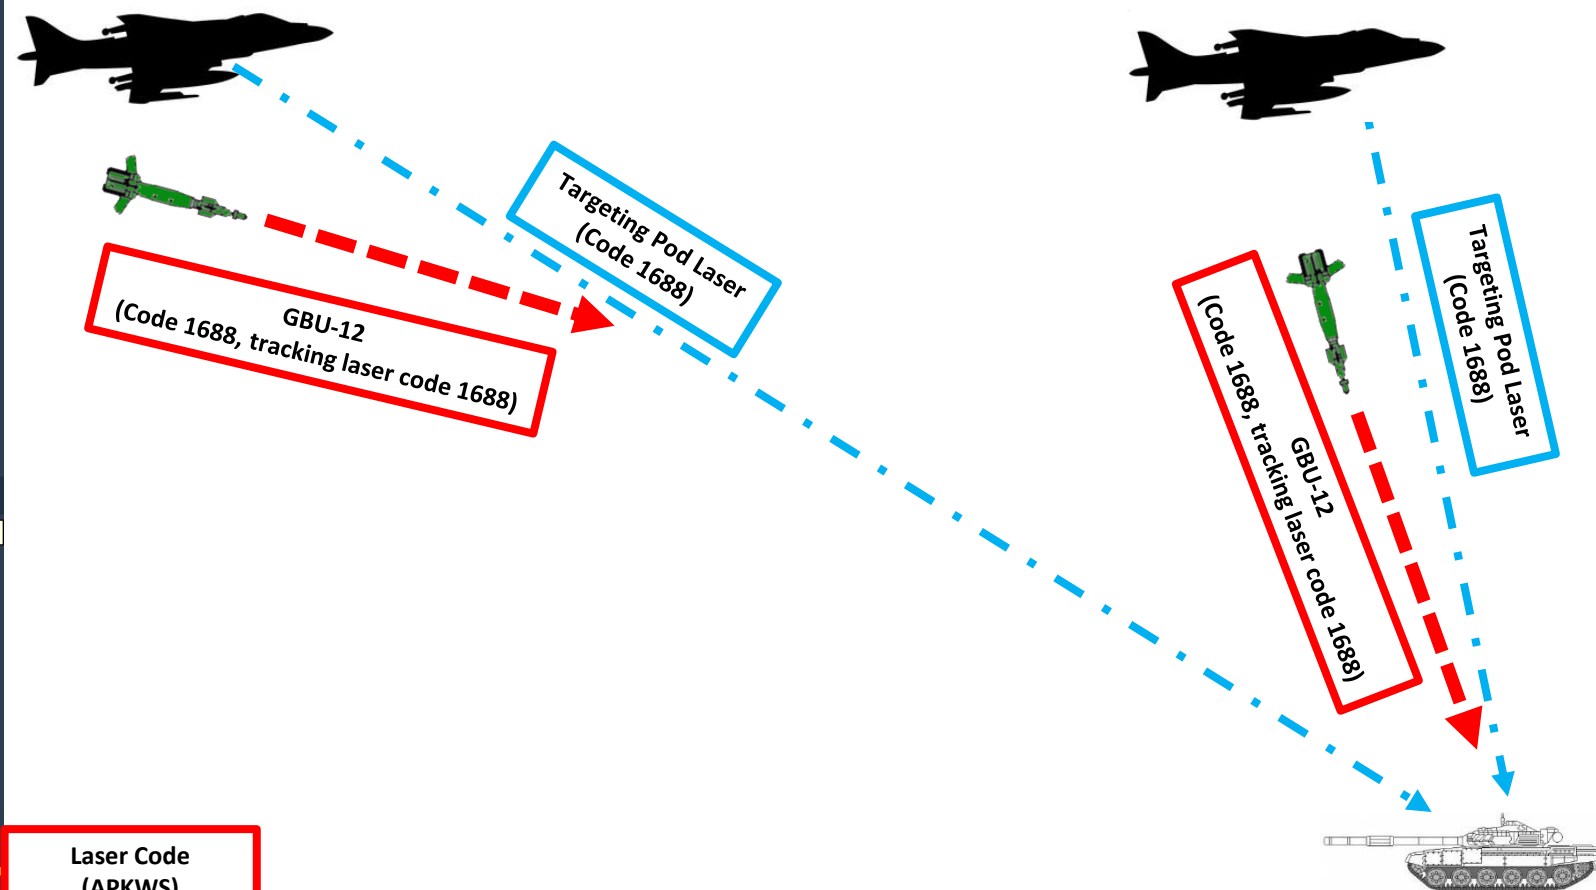 Targeting Pod Laser
(Code 1688)
GBU-12
(Code 1688, tracking laser code 1688)
Targeting Pod Laser
(Code 1688)
GBU-12
(Code 1688, tracking laser code 1688)
Laser Code
(APKWS)